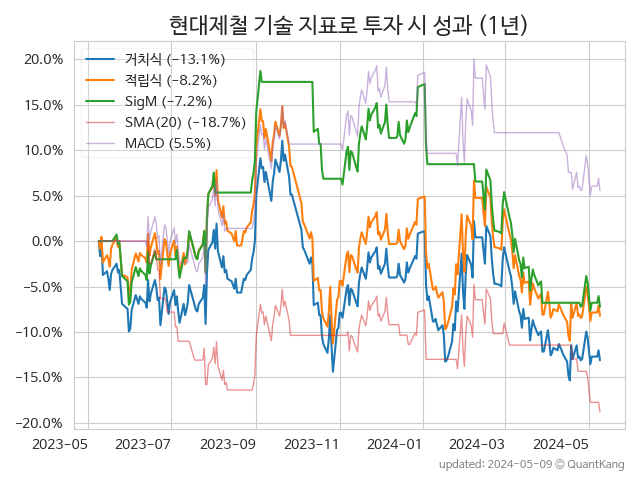 현대제철 기술 지표로 투자 시 성과 (1년)
거치식 (−13.1%)
적립식 (−8.2%)
SigM (−7.2%)
SMA(20) (−18.7%)
MACD (5.5%)
20.0%
15.0%
10.0%
5.0%
0.0%
−5.0%
−10.0%
−15.0%
−20.0%
2023−05 2023−07 2023−09 2023−11 2024−01 2024−03 2024−05
updated: 2024−05−09 © QuantKang